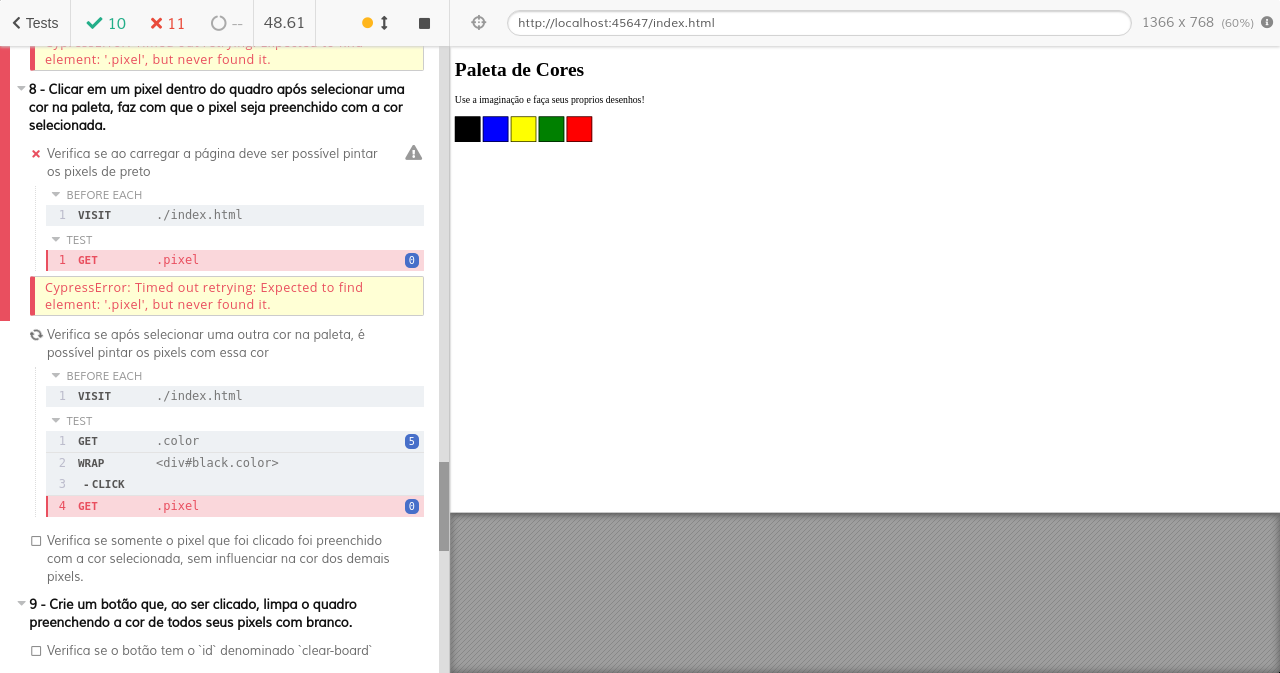 Tests
10
11
--
48.61
http://localhost:45647/index.html
1366 x 768 (60%)
CypressError: Timed out retrying: Expected to find
element: '.pixel', but never found it.
8 - Clicar em um pixel dentro do quadro após selecionar uma
cor na paleta, faz com que o pixel seja preenchido com a cor
selecionada.
Verifica se ao carregar a página deve ser possível pintar
os pixels de preto
BEFORE EACH
1 VISIT ./index.html
TEST
1 GET .pixel 0
CypressError: Timed out retrying: Expected to find
element: '.pixel', but never found it.
Verifica se após selecionar uma outra cor na paleta, é
possível pintar os pixels com essa cor
BEFORE EACH
1 VISIT ./index.html
TEST
1 GET .color 5
2 WRAP <div#black.color>
3 -CLICK
4 GET .pixel 0
Verifica se somente o pixel que foi clicado foi preenchido
com a cor selecionada, sem influenciar na cor dos demais
pixels.
9 - Crie um botão que, ao ser clicado, limpa o quadro
preenchendo a cor de todos seus pixels com branco.
Verifica se o botão tem o `id` denominado `clear-board`
Paleta de Cores
Use a imaginação e faça seus proprios desenhos!